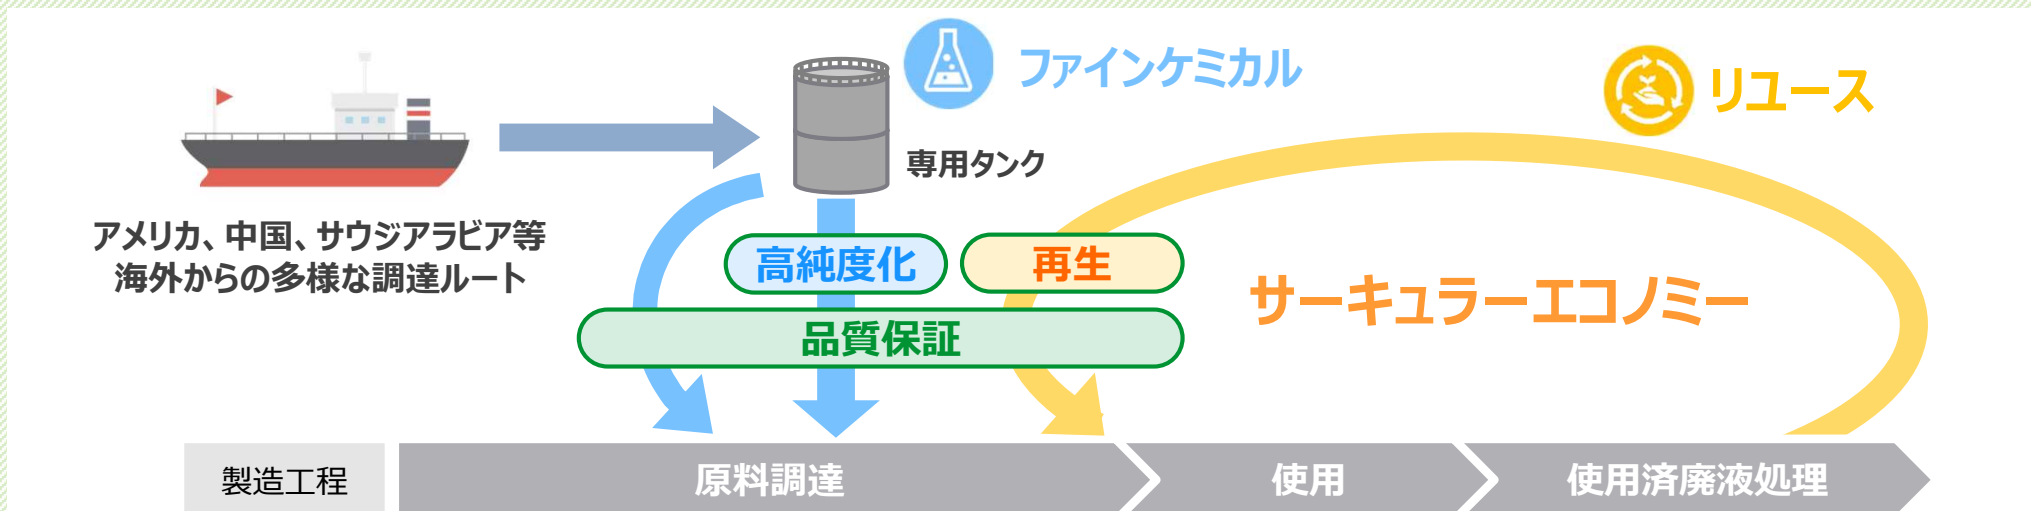 ファインケミカル
リユース
専用タンク
アメリカ、中国、サウジアラビア等
海外からの多様な調達ルート
高純度化
再生
サーキュラーエコノミー
品質保証
製造工程
原料調達
使用
使用済廃液処理